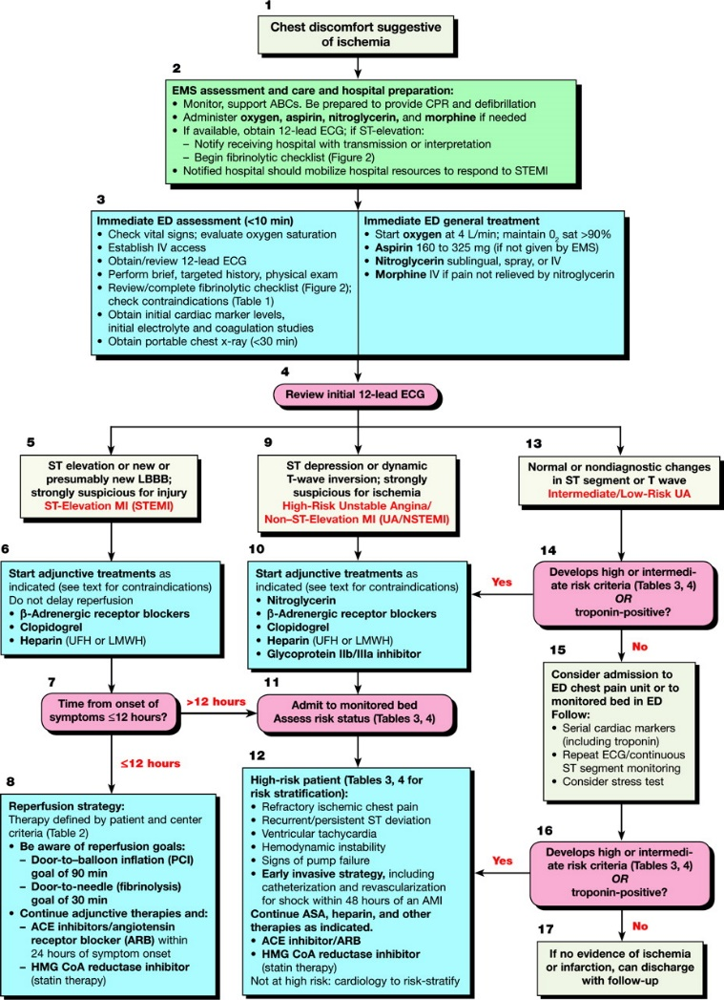 1
Chest discomfort suggestive
of ischemia
2
EMS assessment and care and hospital preparation:
• Monitor, support ABCs. Be prepared to provide CPR and defibrillation
• Administer oxygen, aspirin, nitroglycerin, and morphine if needed
• If available, obtain 12-lead ECG; if ST-elevation:
– Notify receiving hospital with transmission or interpretation
– Begin fibrinolytic checklist (Figure 2)
• Notified hospital should mobilize hospital resources to respond to STEMI
3
Immediate ED assessment (<10 min)
• Check vital signs; evaluate oxygen saturation
• Establish IV access
• Obtain/review 12-lead ECG
• Perform brief, targeted history, physical exam
• Review/complete fibrinolytic checklist (Figure 2);
check contraindications (Table 1)
• Obtain initial cardiac marker levels,
initial electrolyte and coagulation studies
• Obtain portable chest x-ray (<30 min)
Immediate ED general treatment
• Start oxygen at 4 L/min; maintain O2 sat >90%
• Aspirin 160 to 325 mg (if not given by EMS)
• Nitroglycerin sublingual, spray, or IV
• Morphine IV if pain not relieved by nitroglycerin
4
Review initial 12-lead ECG
5
ST elevation or new or
presumably new LBBB;
strongly suspicious for injury
ST-Elevation MI (STEMI)
9
ST depression or dynamic
T-wave inversion; strongly
suspicious for ischemia
High-Risk Unstable Angina/
Non–ST-Elevation MI (UA/NSTEMI)
13
Normal or nondiagnostic changes
in ST segment or T wave
Intermediate/Low-Risk UA
6
Start adjunctive treatments as
indicated (see text for contraindications)
Do not delay reperfusion
• β-Adrenergic receptor blockers
• Clopidogrel
• Heparin (UFH or LMWH)
10
Start adjunctive treatments as
indicated (see text for contraindications)
• Nitroglycerin
• β-Adrenergic receptor blockers
• Clopidogrel
• Heparin (UFH or LMWH)
• Glycoprotein IIb/IIIa inhibitor
14
Develops high or intermedi-
ate risk criteria (Tables 3, 4)
OR
troponin-positive?
Yes
No
7
Time from onset of
symptoms ≤12 hours?
>12 hours
≤12 hours
11
Admit to monitored bed
Assess risk status (Tables 3, 4)
15
Consider admission to
ED chest pain unit or to
monitored bed in ED
Follow:
• Serial cardiac markers
(including troponin)
• Repeat ECG/continuous
ST segment monitoring
• Consider stress test
8
Reperfusion strategy:
Therapy defined by patient and center
criteria (Table 2)
• Be aware of reperfusion goals:
– Door-to–balloon inflation (PCI)
goal of 90 min
– Door-to-needle (fibrinolysis)
goal of 30 min
• Continue adjunctive therapies and:
– ACE inhibitors/angiotensin
receptor blocker (ARB) within
24 hours of symptom onset
– HMG CoA reductase inhibitor
(statin therapy)
12
High-risk patient (Tables 3, 4 for
risk stratification):
• Refractory ischemic chest pain
• Recurrent/persistent ST deviation
• Ventricular tachycardia
• Hemodynamic instability
• Signs of pump failure
• Early invasive strategy, including
catheterization and revascularization
for shock within 48 hours of an AMI
Continue ASA, heparin, and other
therapies as indicated.
• ACE inhibitor/ARB
• HMG CoA reductase inhibitor
(statin therapy)
Not at high risk: cardiology to risk-stratify
16
Develops high or intermedi-
ate risk criteria (Tables 3, 4)
OR
troponin-positive?
Yes
No
17
If no evidence of ischemia
or infarction, can discharge
with follow-up